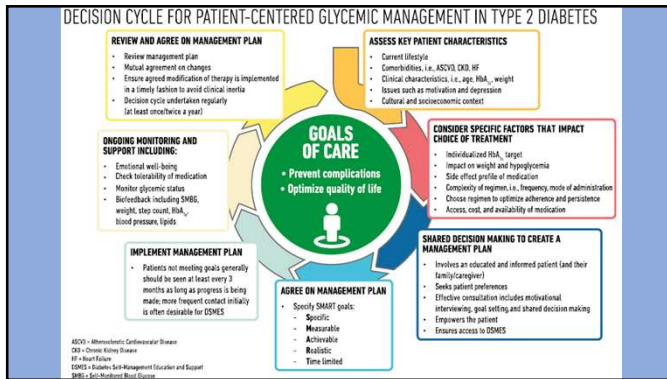 DECISION CYCLE FOR PATIENT-CENTERED GLYCEMIC MANAGEMENT IN TYPE 2 DIABETES
REVIEW AND AGREE ON MANAGEMENT PLAN
• Review management plan
• Mutual agreement on changes
• Ensure agreed modification of therapy is implemented
in a timely fashion to avoid clinical inertia
• Decision cycle undertaken regularly
(at least once/twice a year)
ASSESS KEY PATIENT CHARACTERISTICS
• Current lifestyle
• Comorbidities, i.e., ASCVD, CKD, HF
• Clinical characteristics, i.e., age, HbA1c, weight
• Issues such as motivation and depression
• Cultural and socioeconomic context
CONSIDER SPECIFIC FACTORS THAT IMPACT
CHOICE OF TREATMENT
• Individualized HbA1c target
• Impact on weight and hypoglycemia
• Side effect profile of medication
• Complexity of regimen, i.e., frequency, mode of administration
• Choose regimen to optimize adherence and persistence
• Access, cost, and availability of medication
SHARED DECISION MAKING TO CREATE A
MANAGEMENT PLAN
• Involves an educated and informed patient (and their
family/caregiver)
• Seeks patient preferences
• Effective consultation includes motivational
interviewing, goal setting and shared decision making
• Empowers the patient
• Ensures access to DSMES
AGREE ON MANAGEMENT PLAN
• Specify SMART goals:
- Specific
- Measurable
- Achievable
- Realistic
- Time limited
IMPLEMENT MANAGEMENT PLAN
• Patients not meeting goals generally
should be seen at least every 3
months as long as progress is being
made; more frequent contact initially
is often desirable for DSMES
ONGOING MONITORING AND
SUPPORT INCLUDING:
• Emotional well-being
• Check tolerability of medication
• Monitor glycemic status
• Biofeedback including SMBG,
weight, step count, HbA1c,
blood pressure, lipids
GOALS
OF CARE
• Prevent complications
• Optimize quality of life
ASCVD = Atherosclerotic Cardiovascular Disease
CKD = Chronic Kidney Disease
HF = Heart Failure
DSMES = Diabetes Self-Management Education and Support
SMBG = Self-Monitored Blood Glucose